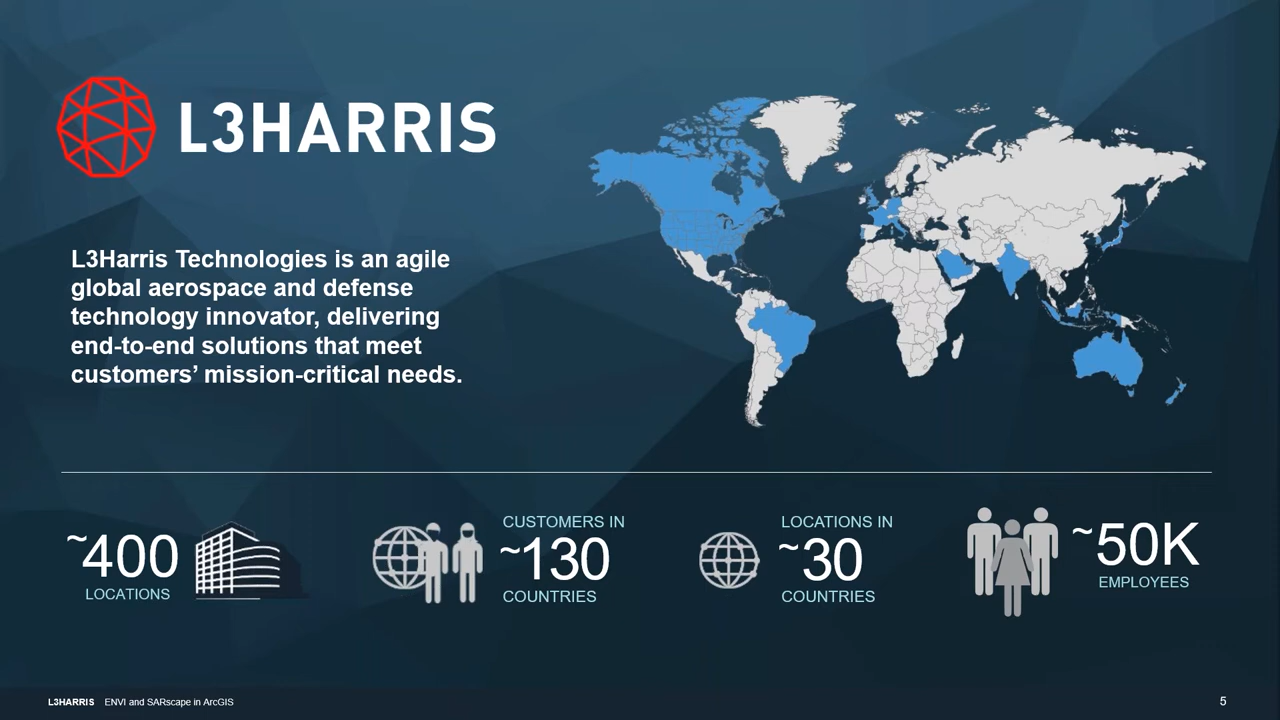 L3HARRIS
L3Harris Technologies is an agile
global aerospace and defense
technology innovator, delivering
end-to-end solutions that meet
customers’ mission-critical needs.
~400
LOCATIONS
CUSTOMERS IN
~130
COUNTRIES
LOCATIONS IN
~30
COUNTRIES
~50K
EMPLOYEES
L3HARRIS ENVI and SARscape in ArcGIS
5